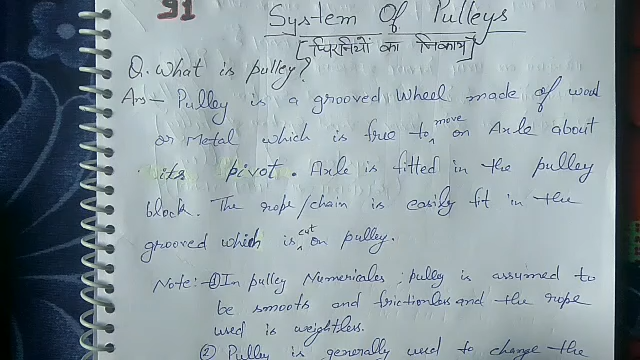 91
System Of Pulleys
[घिरनियों का निकाय]
Q. What is pulley?
Ans - Pulley is a grooved wheel made of wood
or Metal which is free to move on Axle about
its pivot. Axle is fitted in the pulley
block. The rope/chain is easily fit in the
grooved which is cut on pulley.
Note:- ① In pulley Numericales, pulley is assumed to
be smooth and frictionless and the rope
used is weightless.
② Pulley is generally used to change the